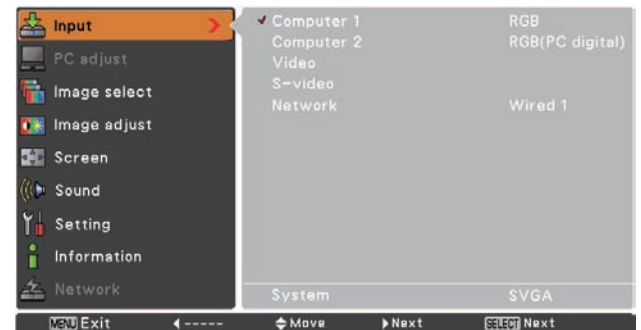 Input
PC adjust
Image select
Image adjust
Screen
Sound
Setting
Information
Network
Computer 1 RGB
Computer 2 RGB(PC digital)
Video
S-video
Network Wired 1
System SVGA
MENU Exit ◀ ----- Move ▶Next SELECT Next